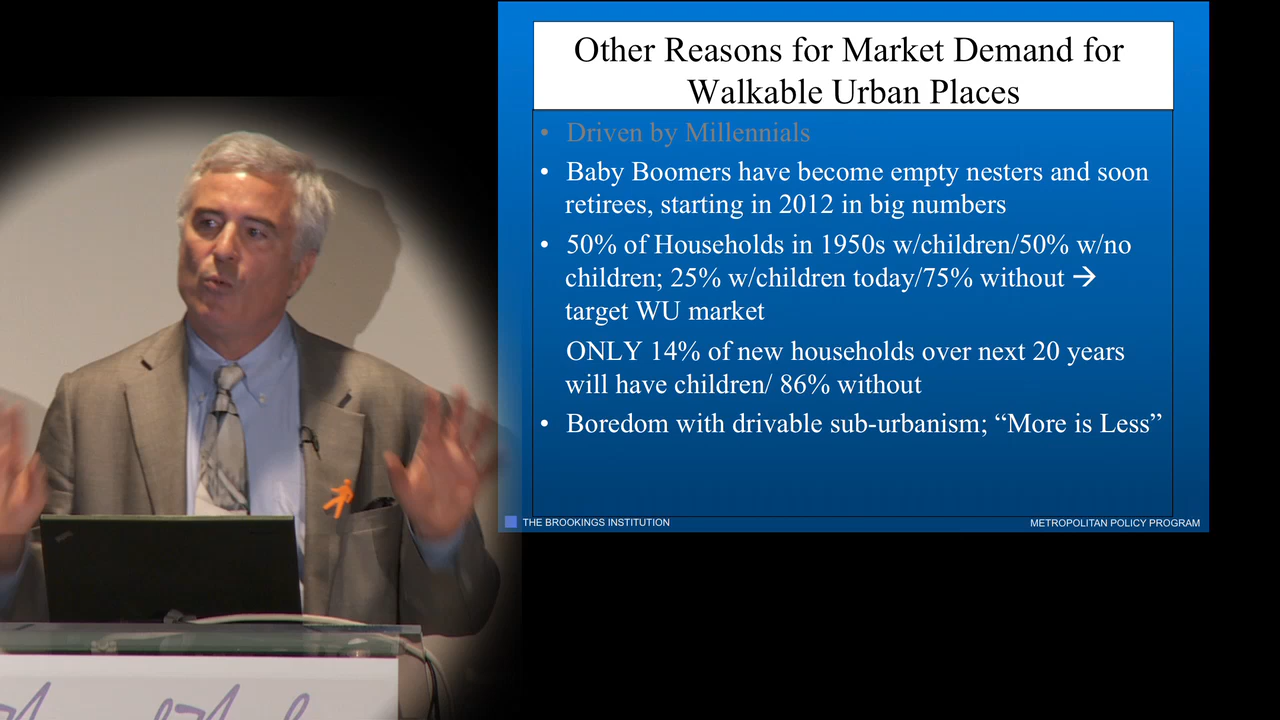 Other Reasons for Market Demand for
Walkable Urban Places
• Driven by Millennials
• Baby Boomers have become empty nesters and soon
retirees, starting in 2012 in big numbers
• 50% of Households in 1950s w/children/50% w/no
children; 25% w/children today/75% without →
target WU market
ONLY 14% of new households over next 20 years
will have children/ 86% without
• Boredom with drivable sub-urbanism; “More is Less”
THE BROOKINGS INSTITUTION
METROPOLITAN POLICY PROGRAM